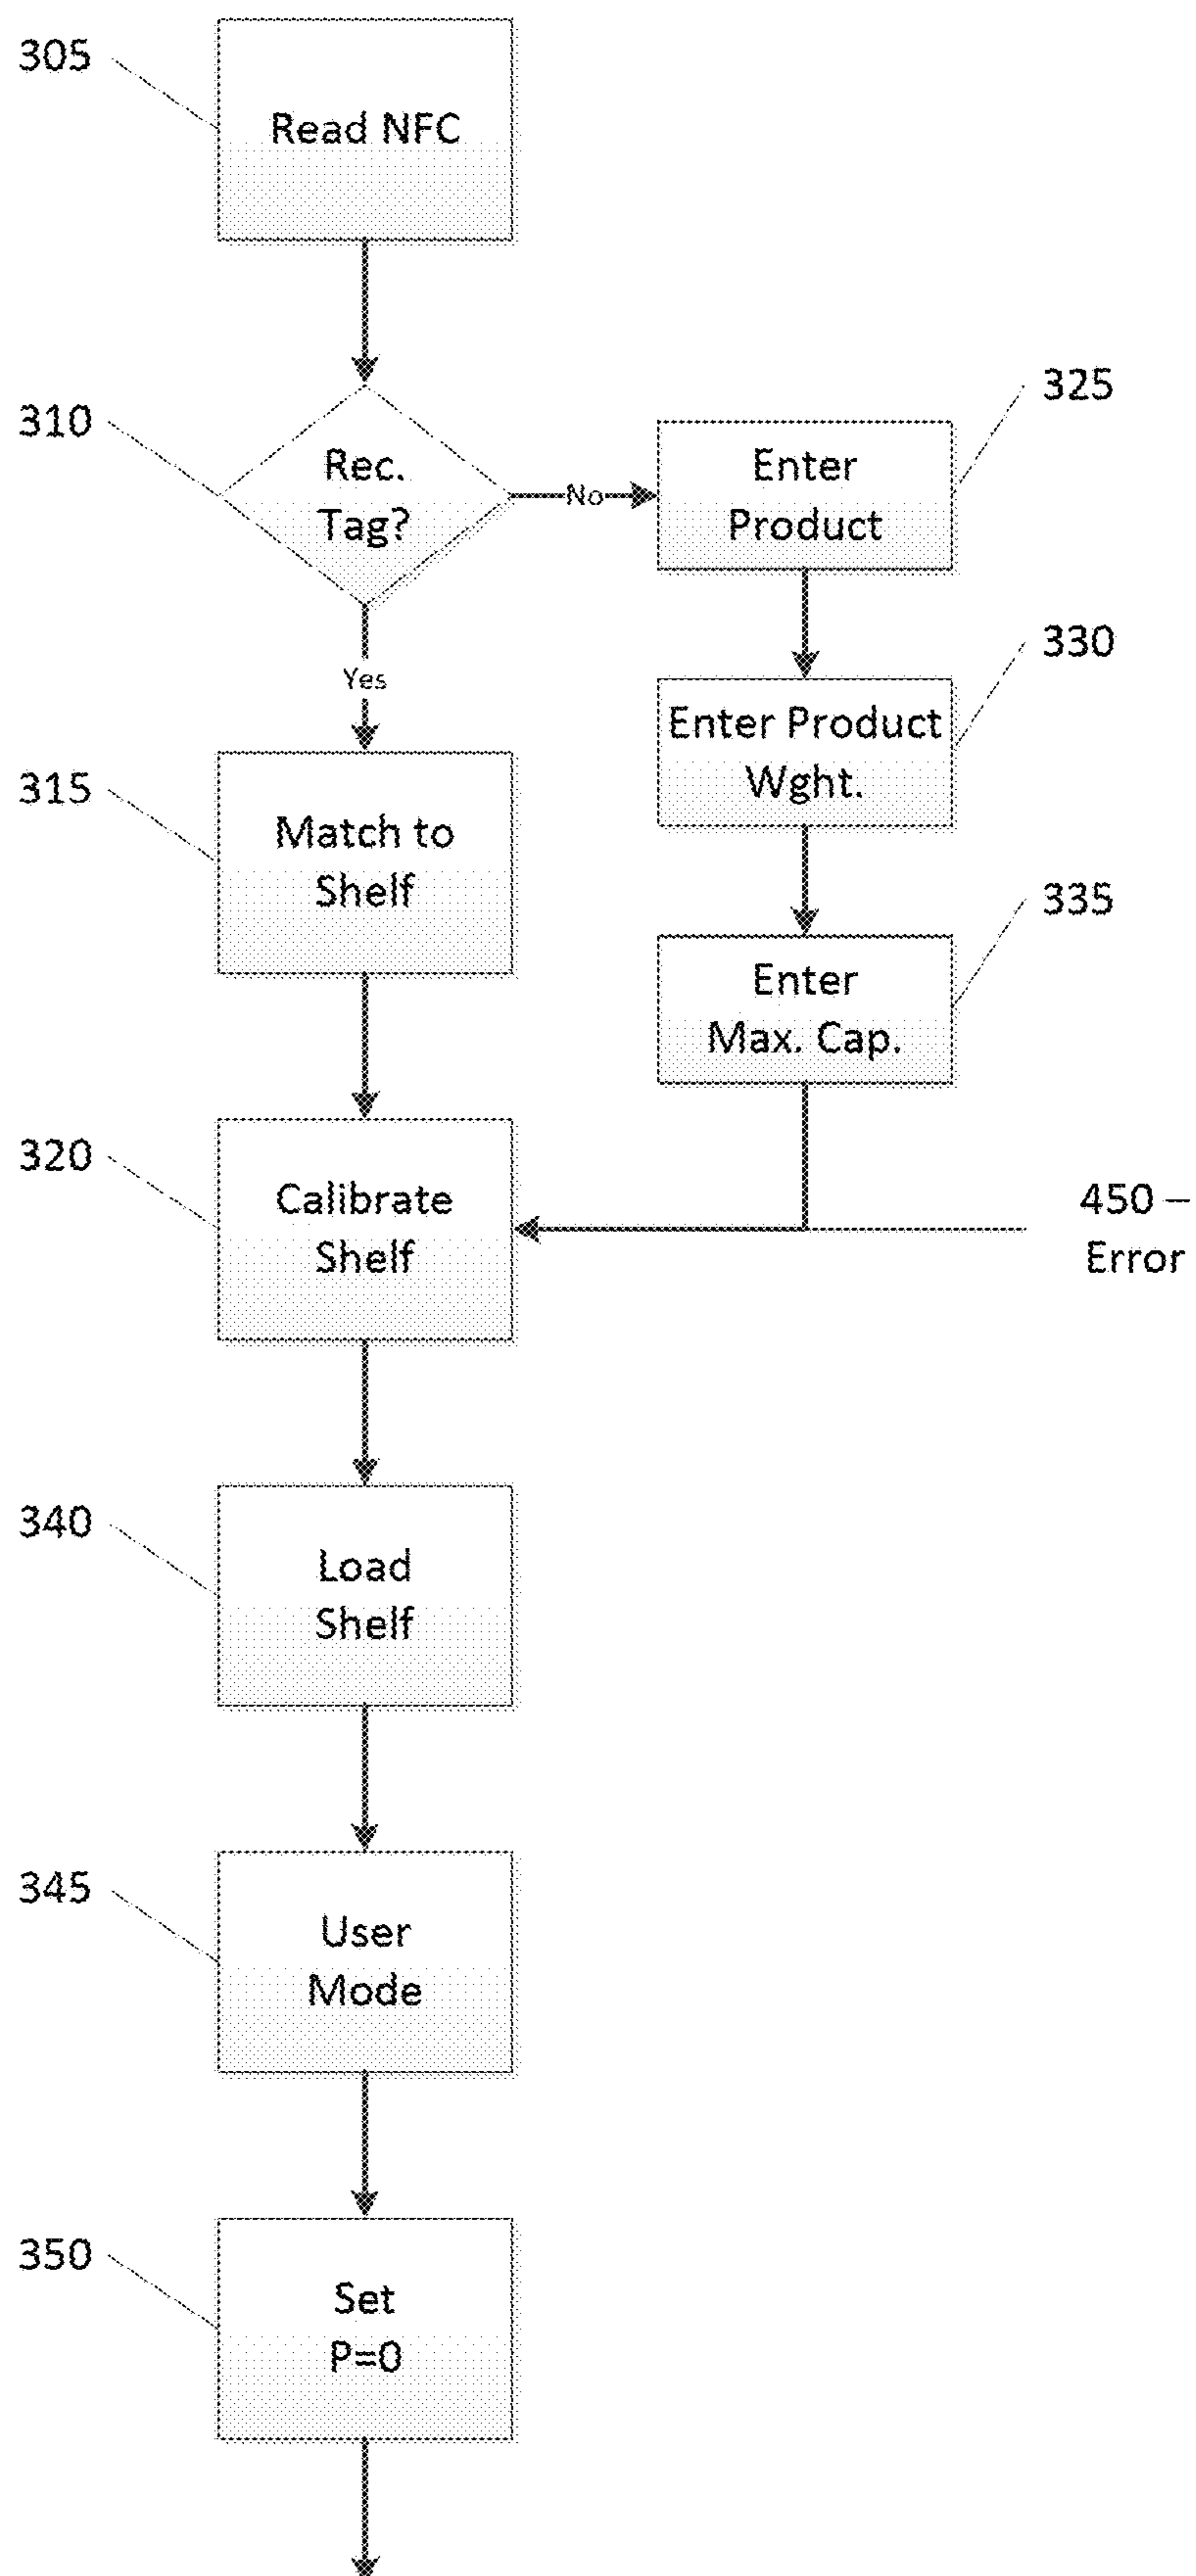 305
Read NFC
310
Rec.
Tag?
No
325
Enter
Product
Yes
330
Enter Product
Wght.
315
Match to
Shelf
335
Enter
Max. Cap.
320
Calibrate
Shelf
450 –
Error
340
Load
Shelf
345
User
Mode
350
Set
P=0